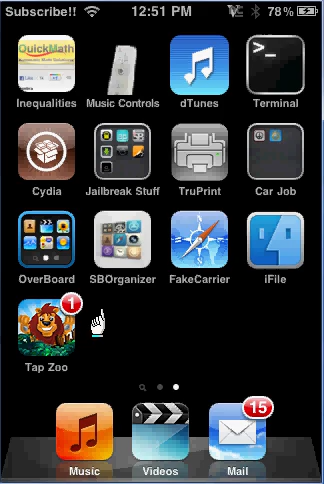 Subscribe!! 12:51 PM 78%
QuickMath
Inequalities Music Controls dTunes Terminal
Cydia Jailbreak Stuff TruPrint Car Job
OverBoard SBOrganizer FakeCarrier iFile
1
Tap Zoo
15
Music Videos Mail